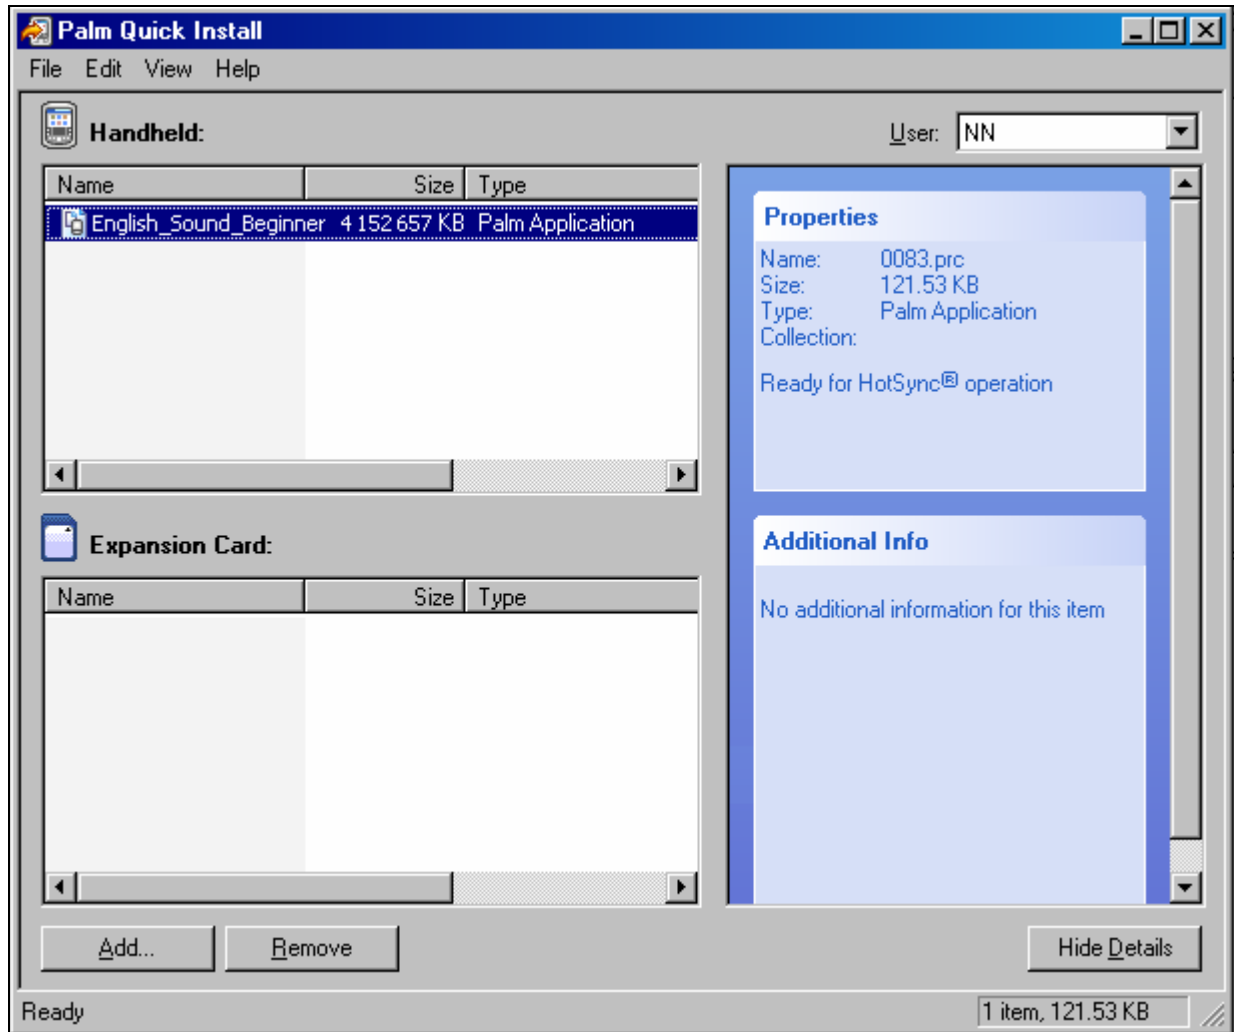 Palm Quick Install
File Edit View Help
Handheld:
User: NN
Name Size Type
English_Sound_Beginner 4 152 657 KB Palm Application
Properties
Name: 0083.prc
Size: 121.53 KB
Type: Palm Application
Collection:
Ready for HotSync® operation
Expansion Card:
Name Size Type
Additional Info
No additional information for this item
Add... Remove Hide Details
Ready 1 item, 121.53 KB